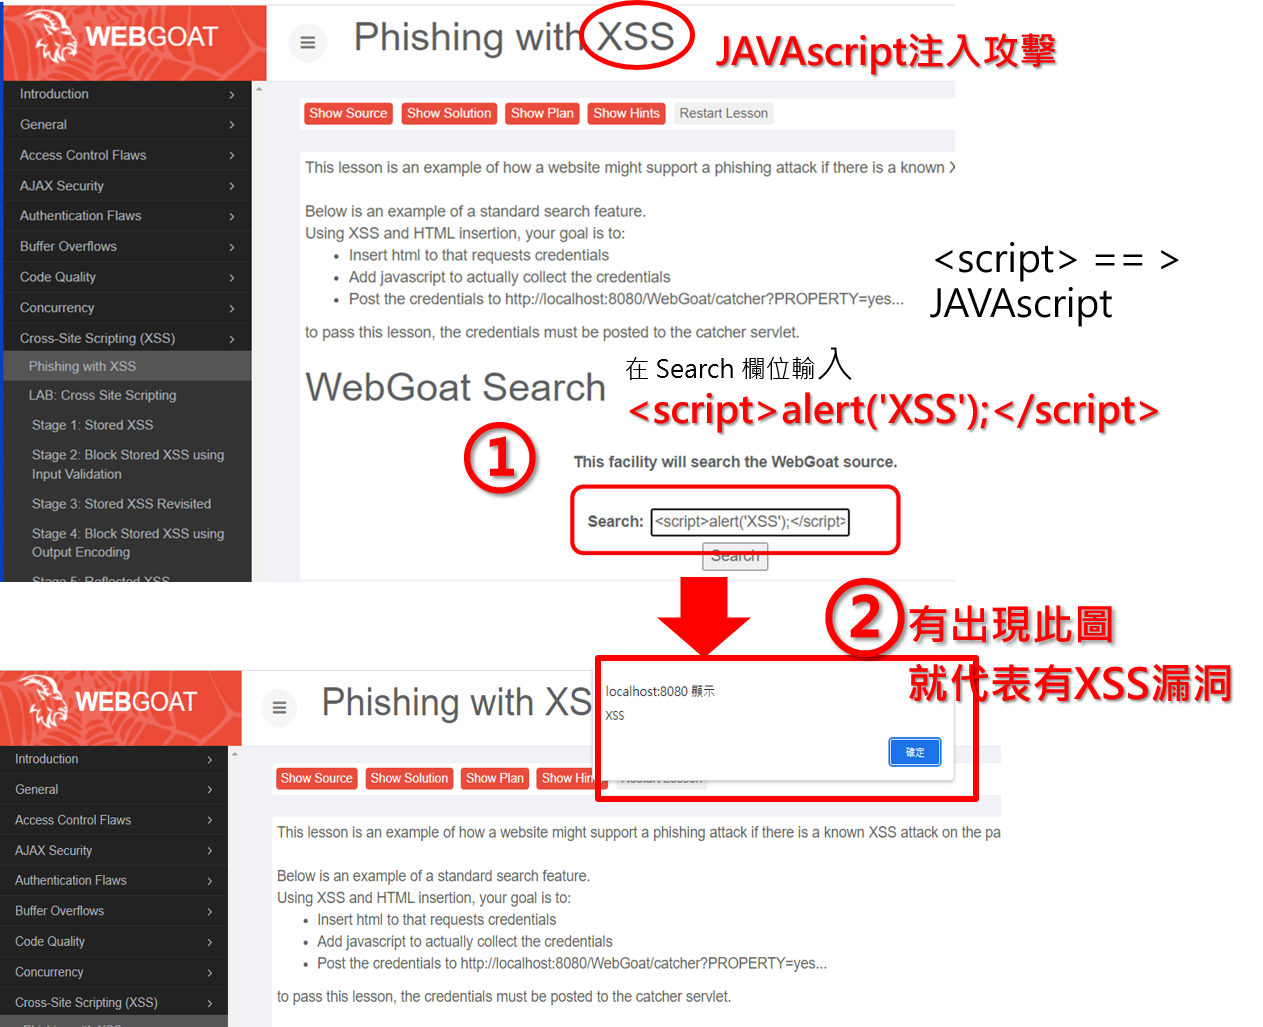 WEBGOAT
Phishing with XSS
JAVAscript注入攻擊
Introduction
General
Access Control Flaws
AJAX Security
Authentication Flaws
Buffer Overflows
Code Quality
Concurrency
Cross-Site Scripting (XSS)
Phishing with XSS
LAB: Cross Site Scripting
Stage 1: Stored XSS
Stage 2: Block Stored XSS using
Input Validation
Stage 3: Stored XSS Revisited
Stage 4: Block Stored XSS using
Output Encoding
Stage 5: Reflected XSS
Show Source Show Solution Show Plan Show Hints Restart Lesson
This lesson is an example of how a website might support a phishing attack if there is a known X
Below is an example of a standard search feature.
Using XSS and HTML insertion, your goal is to:
• Insert html to that requests credentials
• Add javascript to actually collect the credentials
• Post the credentials to http://localhost:8080/WebGoat/catcher?PROPERTY=yes...
to pass this lesson, the credentials must be posted to the catcher servlet.
<script> == >
JAVAscript
WebGoat Search
在 Search 欄位輸入
<script>alert('XSS');</script>
1
This facility will search the WebGoat source.
Search: <script>alert('XSS');</script>
Search
2 有出現此圖
就代表有XSS漏洞
WEBGOAT
Phishing with XS
localhost:8080 顯示
XSS
確定
Introduction
General
Access Control Flaws
AJAX Security
Authentication Flaws
Buffer Overflows
Code Quality
Concurrency
Cross-Site Scripting (XSS)
Phishing with XSS
Show Source Show Solution Show Plan Show Hin Restart Lesson
This lesson is an example of how a website might support a phishing attack if there is a known XSS attack on the pa
Below is an example of a standard search feature.
Using XSS and HTML insertion, your goal is to:
• Insert html to that requests credentials
• Add javascript to actually collect the credentials
• Post the credentials to http://localhost:8080/WebGoat/catcher?PROPERTY=yes...
to pass this lesson, the credentials must be posted to the catcher servlet.